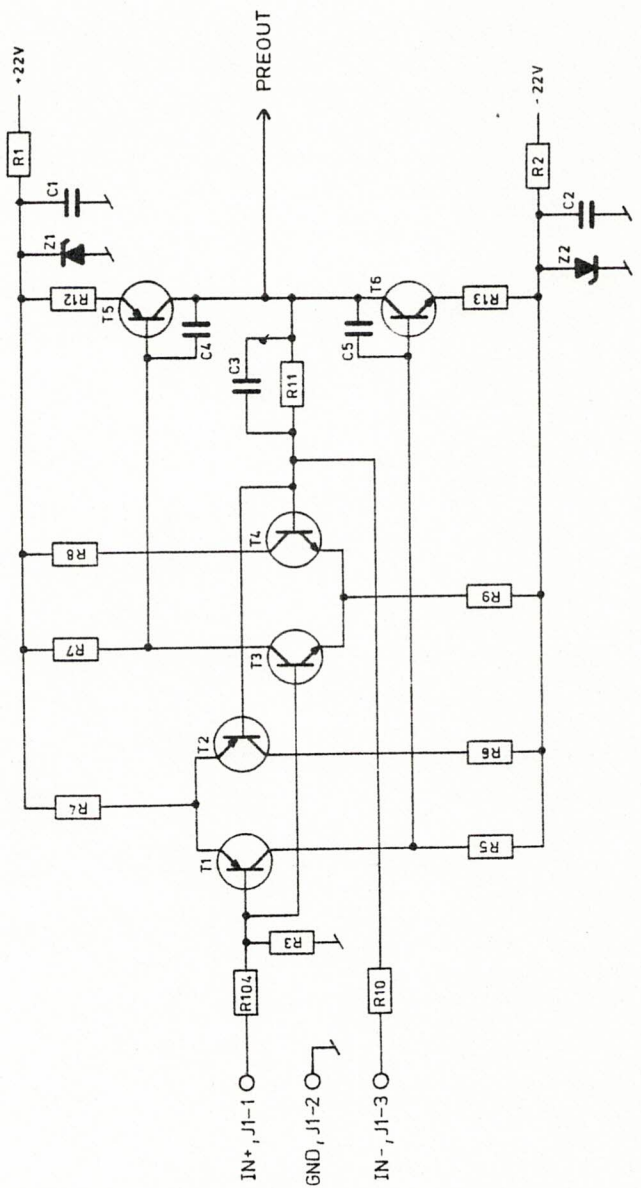 +22V
R1
C1
Z1
R12
T5
C4
PREOUT
C3
R11
C5
T6
R13
Z2
C2
R2
-22V
R8
R7
T4
T3
R9
T2
R4
T1
R6
R5
R3
R104
R10
IN+, J1-1
GND, J1-2
IN-, J1-3